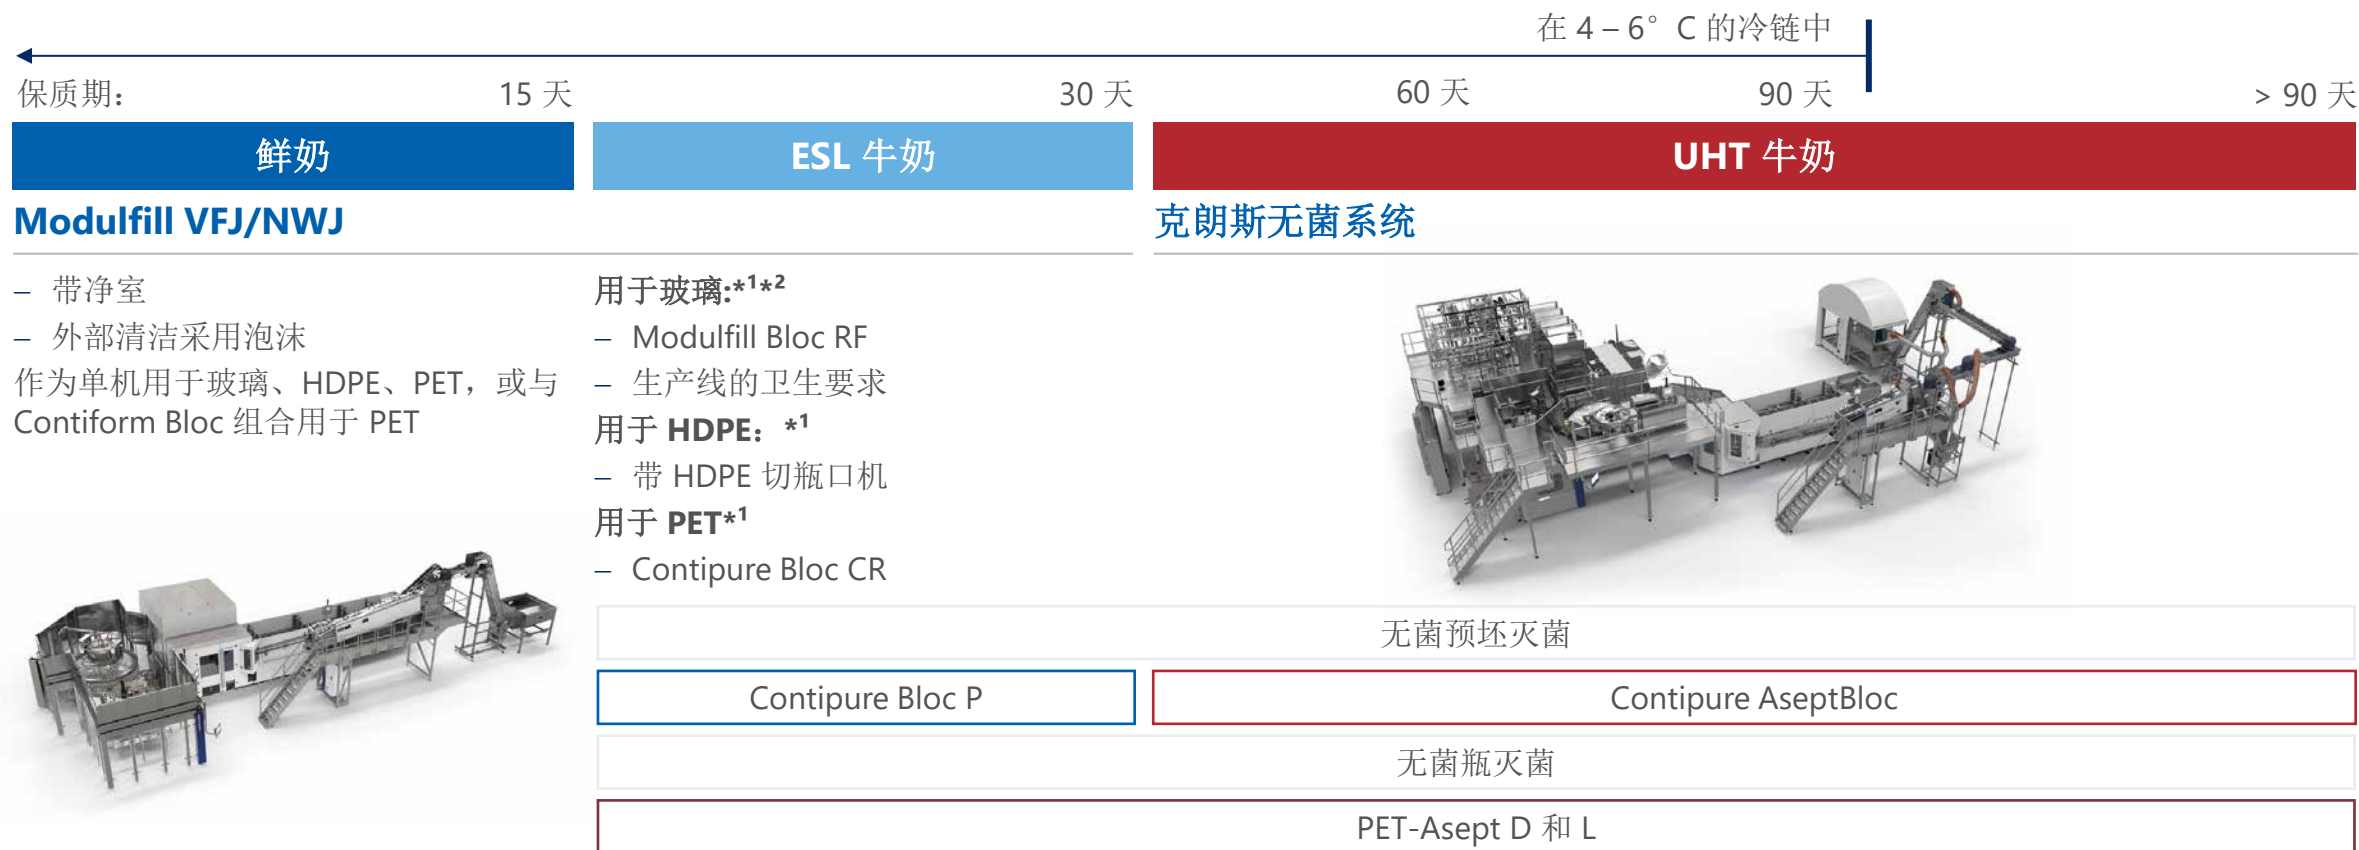 在 4 – 6° C 的冷链中
保质期: 15 天 30 天 60 天 90 天 > 90 天
鲜奶 ESL 牛奶 UHT 牛奶
Modulfill VFJ/NWJ
克朗斯无菌系统
– 带净室
– 外部清洁采用泡沫
作为单机用于玻璃、HDPE、PET，或与
Contiform Bloc 组合用于 PET
用于玻璃:*¹*²
– Modulfill Bloc RF
– 生产线的卫生要求
用于 HDPE：*¹
– 带 HDPE 切瓶口机
用于 PET*¹
– Contipure Bloc CR
无菌预坯灭菌
Contipure Bloc P
Contipure AseptBloc
无菌瓶灭菌
PET-Asept D 和 L